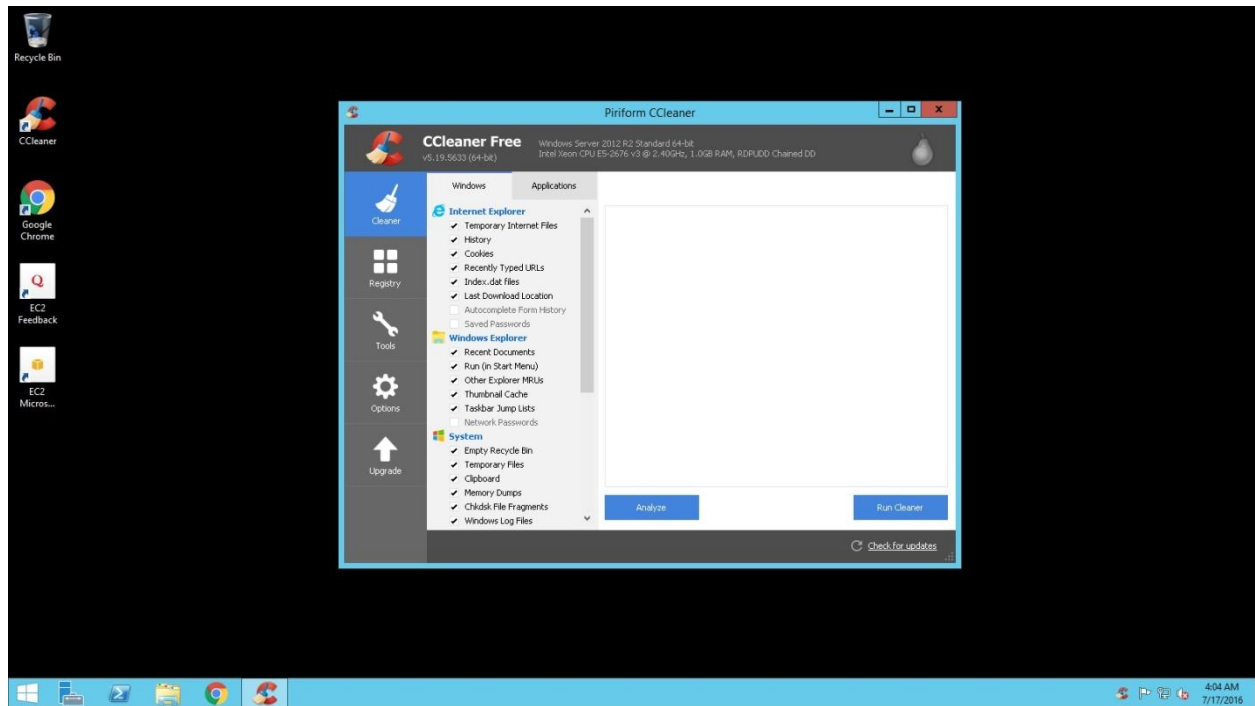 Recycle Bin
CCleaner
Google
Chrome
EC2
Feedback
EC2
Micros...
Piriform CCleaner
CCleaner Free
v5.19.5633 (64-bit)
Windows Server 2012 R2 Standard 64-bit
Intel Xeon CPU E5-2676 v3 @ 2.40GHz, 1.0GB RAM, RDPUDD Chained DD
Cleaner
Registry
Tools
Options
Upgrade
Windows
Applications
Internet Explorer
Temporary Internet Files
History
Cookies
Recently Typed URLs
Index.dat files
Last Download Location
Autocomplete Form History
Saved Passwords
Windows Explorer
Recent Documents
Run (in Start Menu)
Other Explorer MRUs
Thumbnail Cache
Taskbar Jump Lists
Network Passwords
System
Empty Recycle Bin
Temporary Files
Clipboard
Memory Dumps
Chkdsk File Fragments
Windows Log Files
Analyze
Run Cleaner
Check for updates
4:04 AM
7/17/2016